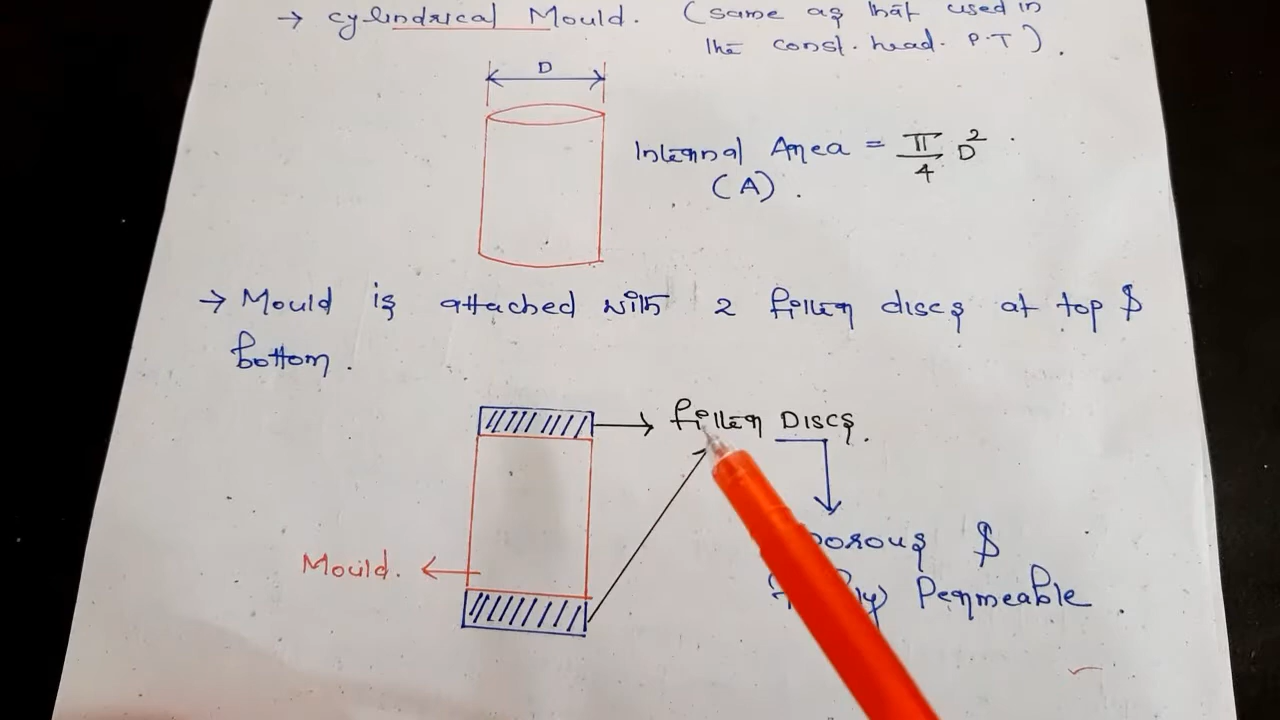 → cylindrical Mould. (same as that used in
the const. head. P.T).
D
Internal Area = π/4 D²
(A).
→ Mould is attached with 2 filter discs at top &
bottom.
→ filter Discs.
porous &
Permeable.
Mould. ←